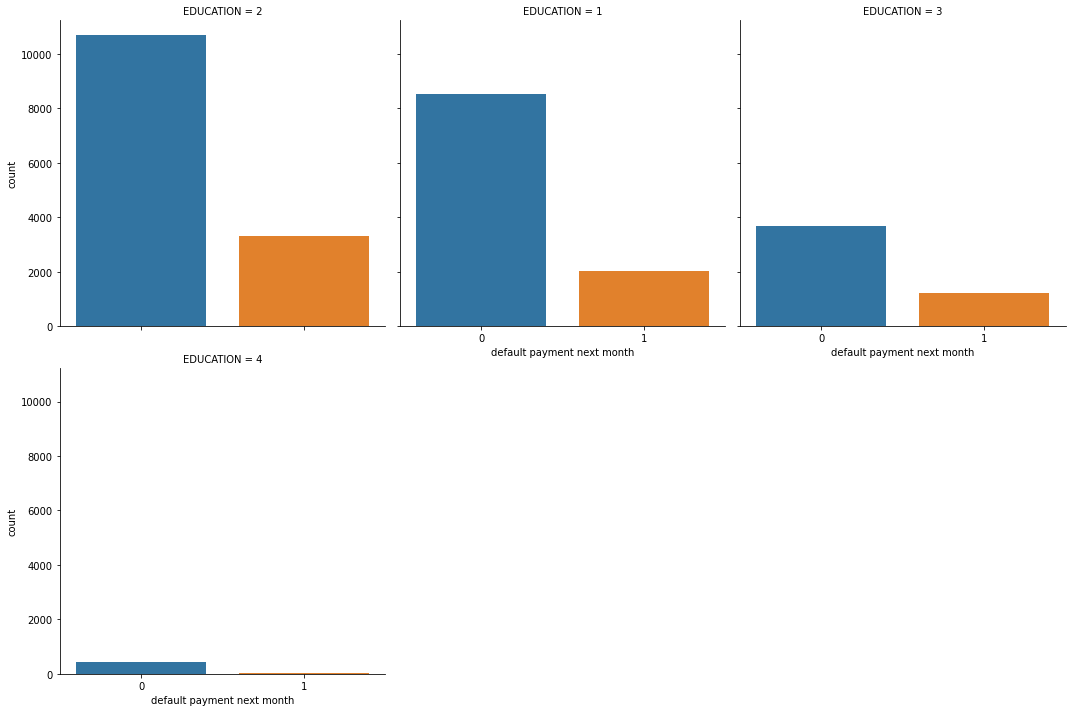 EDUCATION = 2
EDUCATION = 1
EDUCATION = 3
10000
8000
6000
4000
2000
0
count
0
1
default payment next month
0
1
default payment next month
EDUCATION = 4
10000
8000
6000
4000
2000
0
count
0
1
default payment next month